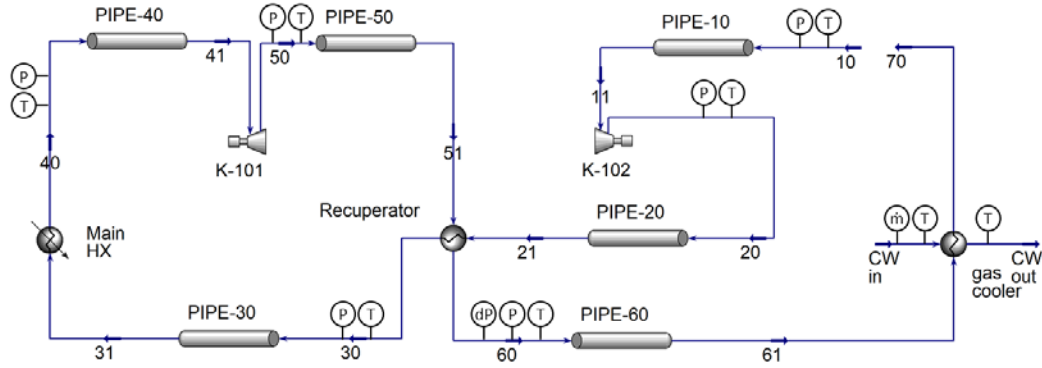 PIPE-40
PIPE-50
PIPE-10
P
T
P
T
41
50
10
70
P
T
11
P
T
K-101
K-102
40
51
Recuperator
PIPE-20
Main
HX
21
20
ṁ
T
T
CW
in
CW
out
gas
cooler
PIPE-30
PIPE-60
P
T
dP
P
T
31
30
60
61